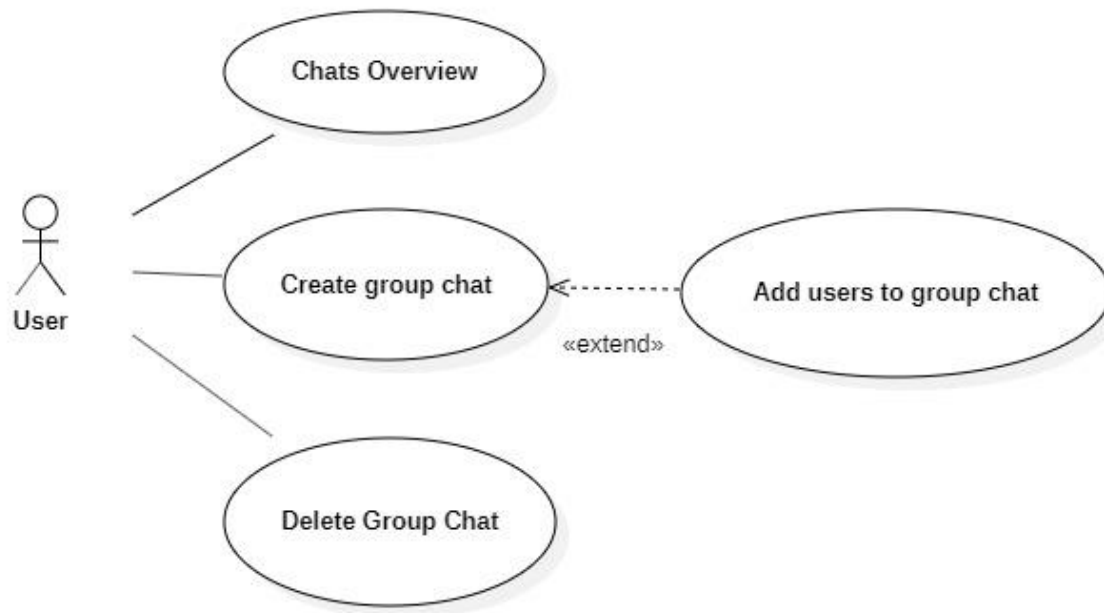 Chats Overview
Create group chat
Add users to group chat
«extend»
User
Delete Group Chat